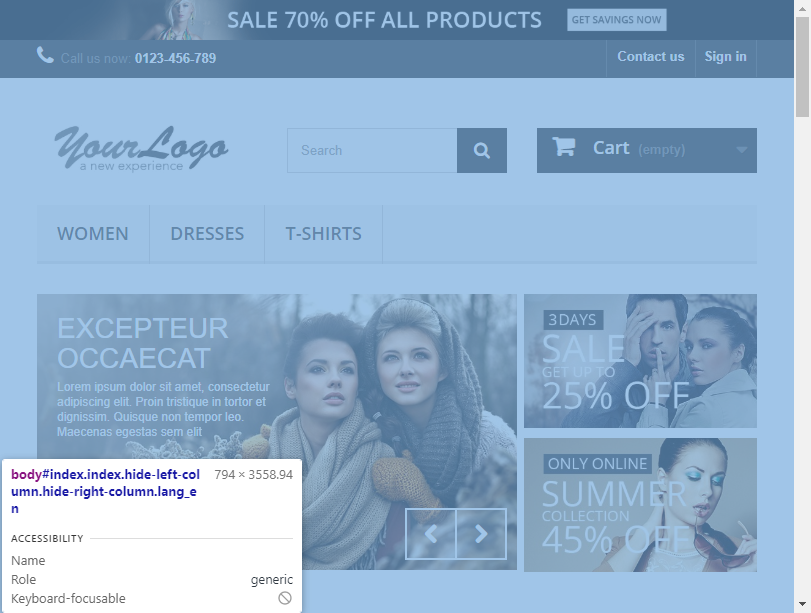 SALE 70% OFF ALL PRODUCTS GET SAVINGS NOW
Call us now: 0123-456-789 Contact us Sign in
YourLogo
a new experience
Search
Cart (empty)
WOMEN DRESSES T-SHIRTS
EXCEPTEUR
OCCAECAT
Lorem ipsum dolor sit amet, consectetur
adipiscing elit. Proin tristique in tortor et
dignissim. Quisque non tempor leo.
Maecenas egestas sem elit
3DAYS
SALE
GET UP TO
25% OFF
ONLY ONLINE
SUMMER
COLLECTION
45% OFF
body#index.index.hide-left-col 794 × 3558.94
umn.hide-right-column.lang_e
n
ACCESSIBILITY
Name
Role generic
Keyboard-focusable